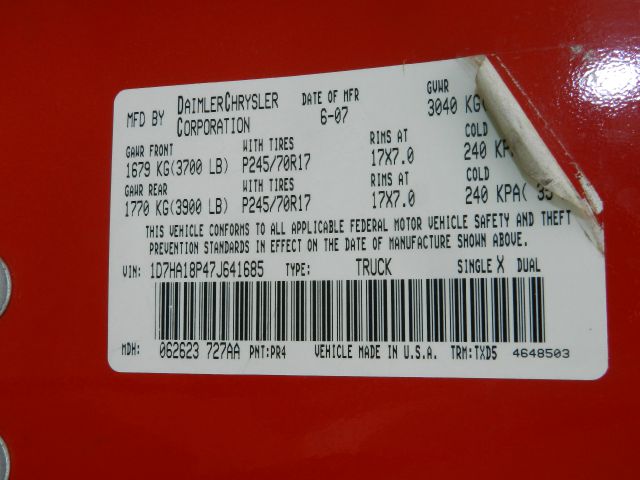 MFD BY DAIMLERCHRYSLER CORPORATION DATE OF MFR 6-07 GVWR 3040 KG
GAWR FRONT WITH TIRES RIMS AT COLD
1679 KG(3700 LB) P245/70R17 17X7.0 240
GAWR REAR WITH TIRES RIMS AT COLD
1770 KG(3900 LB) P245/70R17 17X7.0 240 KPA(
THIS VEHICLE CONFORMS TO ALL APPLICABLE FEDERAL MOTOR VEHICLE SAFETY AND THEFT
PREVENTION STANDARDS IN EFFECT ON THE DATE OF MANUFACTURE SHOWN ABOVE.
VIN: 1D7HA18P47J641685 TYPE: TRUCK SINGLE X DUAL
MDH: 062623 727AA PNT:PR4 VEHICLE MADE IN U.S.A. TRM:TXD5 4648503